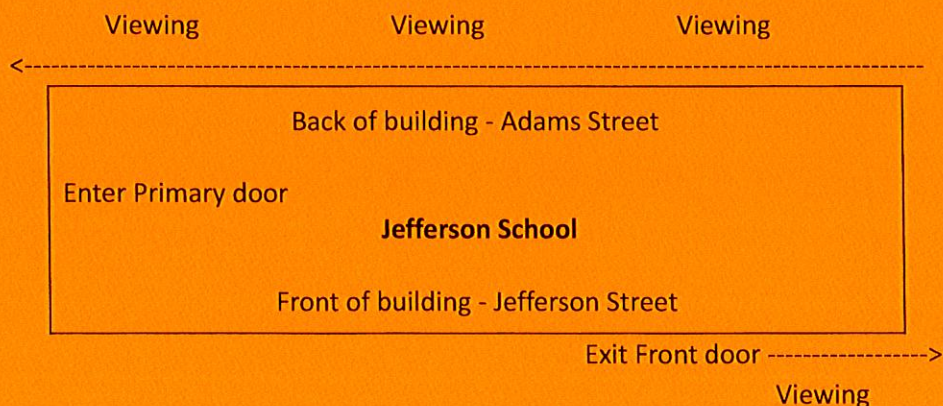 Viewing Viewing Viewing
<------------------------------------------------------------------------------------
Back of building - Adams Street
Enter Primary door
Jefferson School
Front of building - Jefferson Street
Exit Front door ----------------->
Viewing